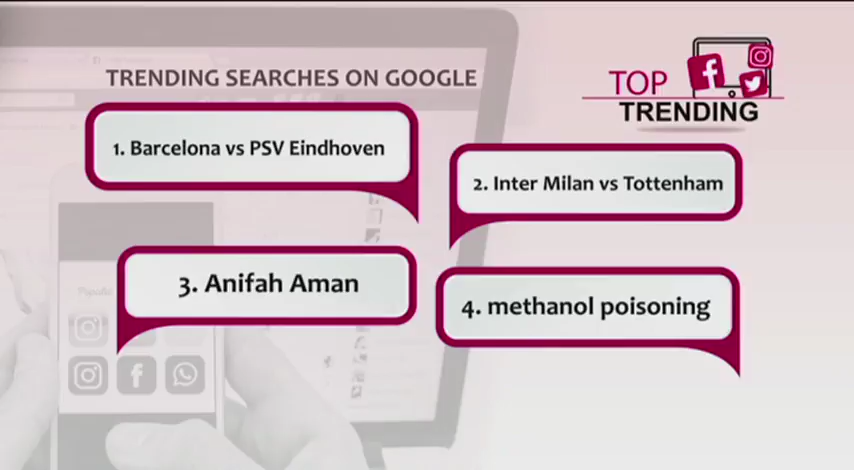 TRENDING SEARCHES ON GOOGLE
TOP
TRENDING
1. Barcelona vs PSV Eindhoven
2. Inter Milan vs Tottenham
3. Anifah Aman
4. methanol poisoning